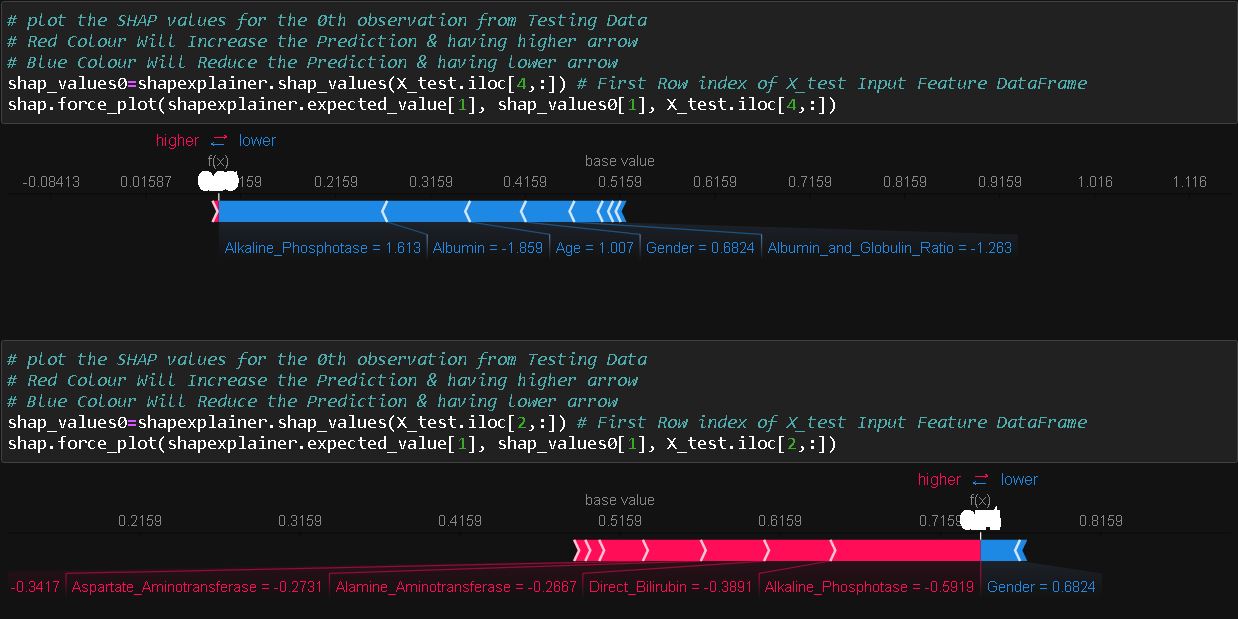 # plot the SHAP values for the 0th observation from Testing Data
# Red Colour Will Increase the Prediction & having higher arrow
# Blue Colour Will Reduce the Prediction & having lower arrow
shap_values0=shapexplainer.shap_values(X_test.iloc[4,:]) # First Row index of X_test Input Feature DataFrame
shap.force_plot(shapexplainer.expected_value[1], shap_values0[1], X_test.iloc[4,:])
higher ⇄ lower
f(x) base value
-0.08413 0.01587 159 0.2159 0.3159 0.4159 0.5159 0.6159 0.7159 0.8159 0.9159 1.016 1.116
Alkaline_Phosphotase = 1.613 Albumin = -1.859 Age = 1.007 Gender = 0.6824 Albumin_and_Globulin_Ratio = -1.263
# plot the SHAP values for the 0th observation from Testing Data
# Red Colour Will Increase the Prediction & having higher arrow
# Blue Colour Will Reduce the Prediction & having lower arrow
shap_values0=shapexplainer.shap_values(X_test.iloc[2,:]) # First Row index of X_test Input Feature DataFrame
shap.force_plot(shapexplainer.expected_value[1], shap_values0[1], X_test.iloc[2,:])
higher ⇄ lower
base value f(x)
0.2159 0.3159 0.4159 0.5159 0.6159 0.7159 0.8159
-0.3417 Aspartate_Aminotransferase = -0.2731 Alamine_Aminotransferase = -0.2667 Direct_Bilirubin = -0.3891 Alkaline_Phosphotase = -0.5919 Gender = 0.6824